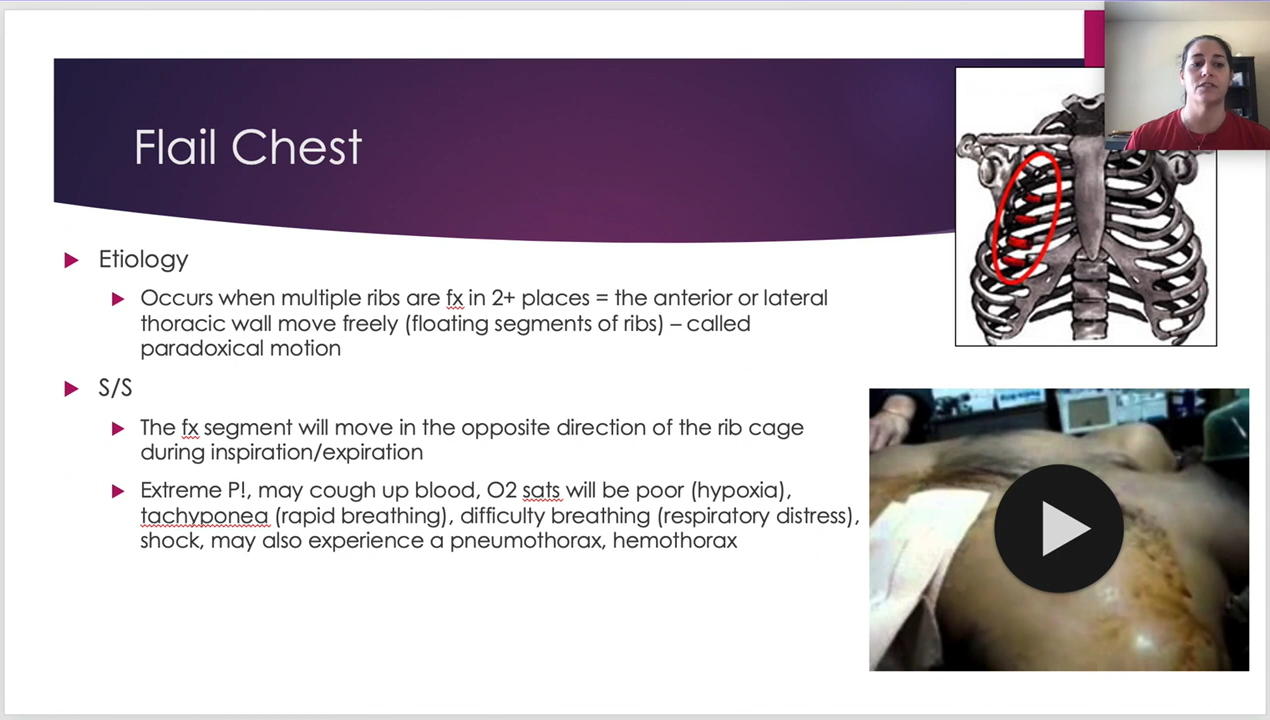 Flail Chest
Etiology
Occurs when multiple ribs are fx in 2+ places = the anterior or lateral
thoracic wall move freely (floating segments of ribs) – called
paradoxical motion
S/S
The fx segment will move in the opposite direction of the rib cage
during inspiration/expiration
Extreme P!, may cough up blood, O2 sats will be poor (hypoxia),
tachyponea (rapid breathing), difficulty breathing (respiratory distress),
shock, may also experience a pneumothorax, hemothorax